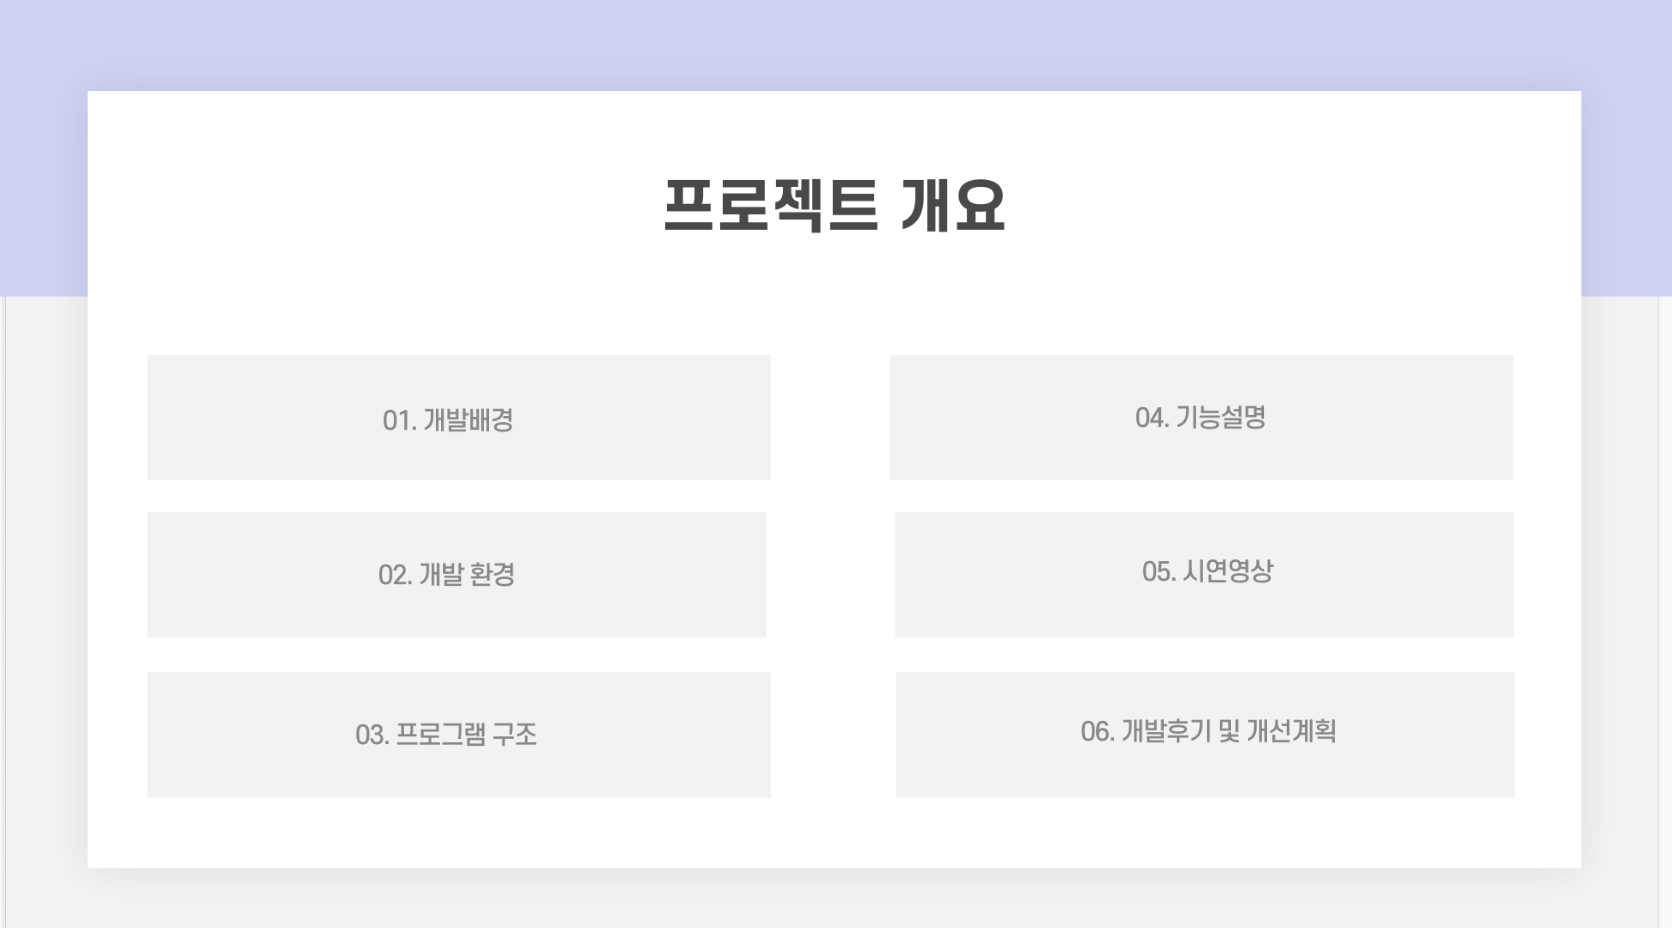 프로젝트 개요
01. 개발배경
02. 개발 환경
03. 프로그램 구조
04. 기능설명
05. 시연영상
06. 개발후기 및 개선계획